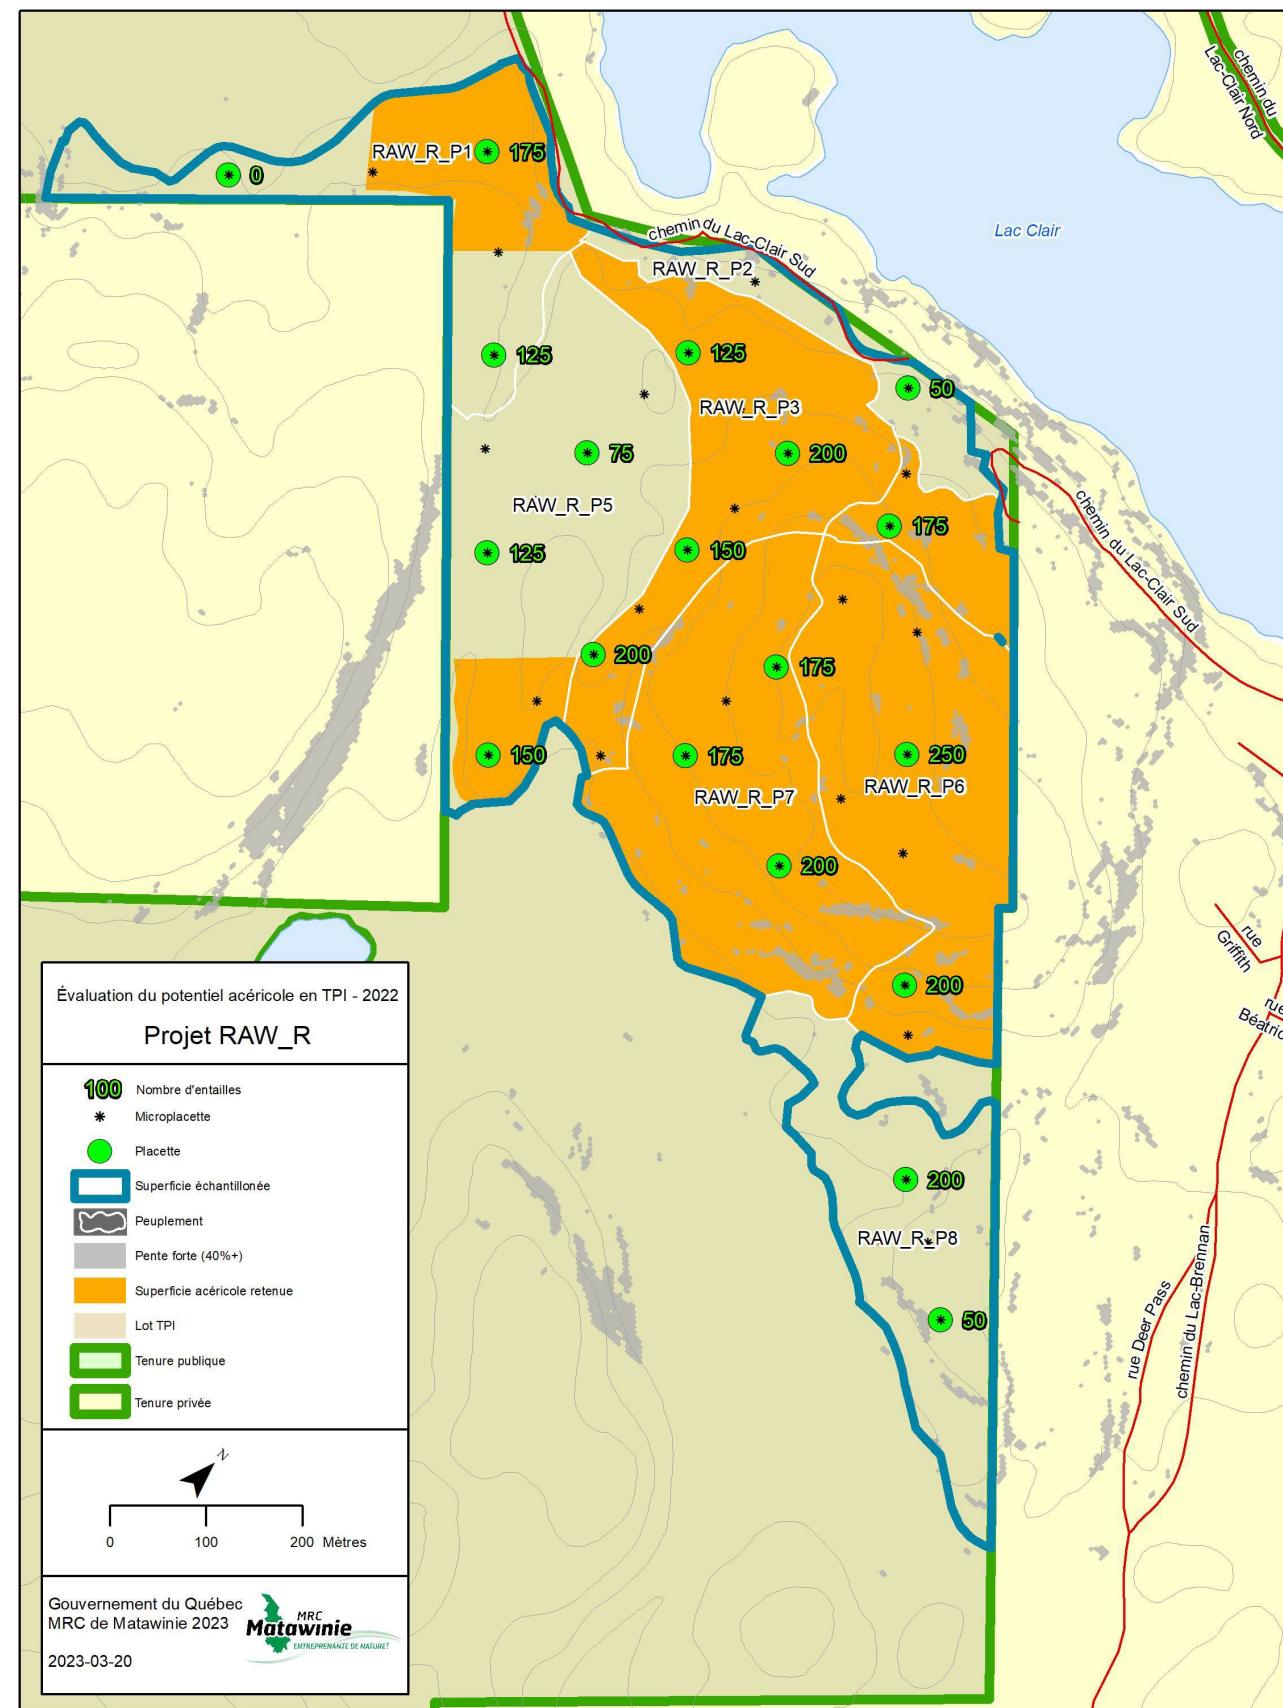 chemin du
Lac-Clair Nord
RAW_R_P1
175
0
Lac Clair
chemin du Lac-Clair Sud
RAW_R_P2
125
125
50
RAW_R_P3
75
200
RAW_R_P5
chemin du Lac-Clair Sud
175
125
150
200
175
150
175
250
RAW_R_P7
RAW_R_P6
200
rue
Griffith
200
rue
Béatric
200
RAW_R_P8
chemin du Lac-Brennan
rue Deer Pass
50
Évaluation du potentiel acéricole en TPI - 2022
Projet RAW_R
100 Nombre d'entailles
Microplacette
Placette
Superficie échantillonée
Peuplement
Pente forte (40%+)
Superficie acéricole retenue
Lot TPI
Tenure publique
Tenure privée
N
0 100 200 Mètres
Gouvernement du Québec
MRC de Matawinie 2023
2023-03-20
MRC
Matawinie
ENTREPRENANTE DE NATURE!